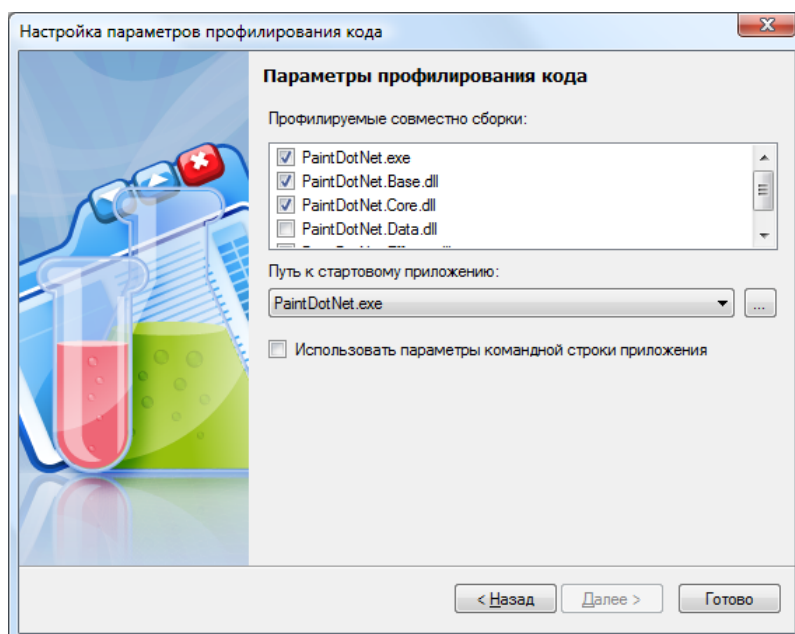 Настройка параметров профилирования кода
Параметры профилирования кода
Профилируемые совместно сборки:
PaintDotNet.exe
PaintDotNet.Base.dll
PaintDotNet.Core.dll
PaintDotNet.Data.dll
Путь к стартовому приложению:
PaintDotNet.exe
...
Использовать параметры командной строки приложения
< Назад
Далее >
Готово